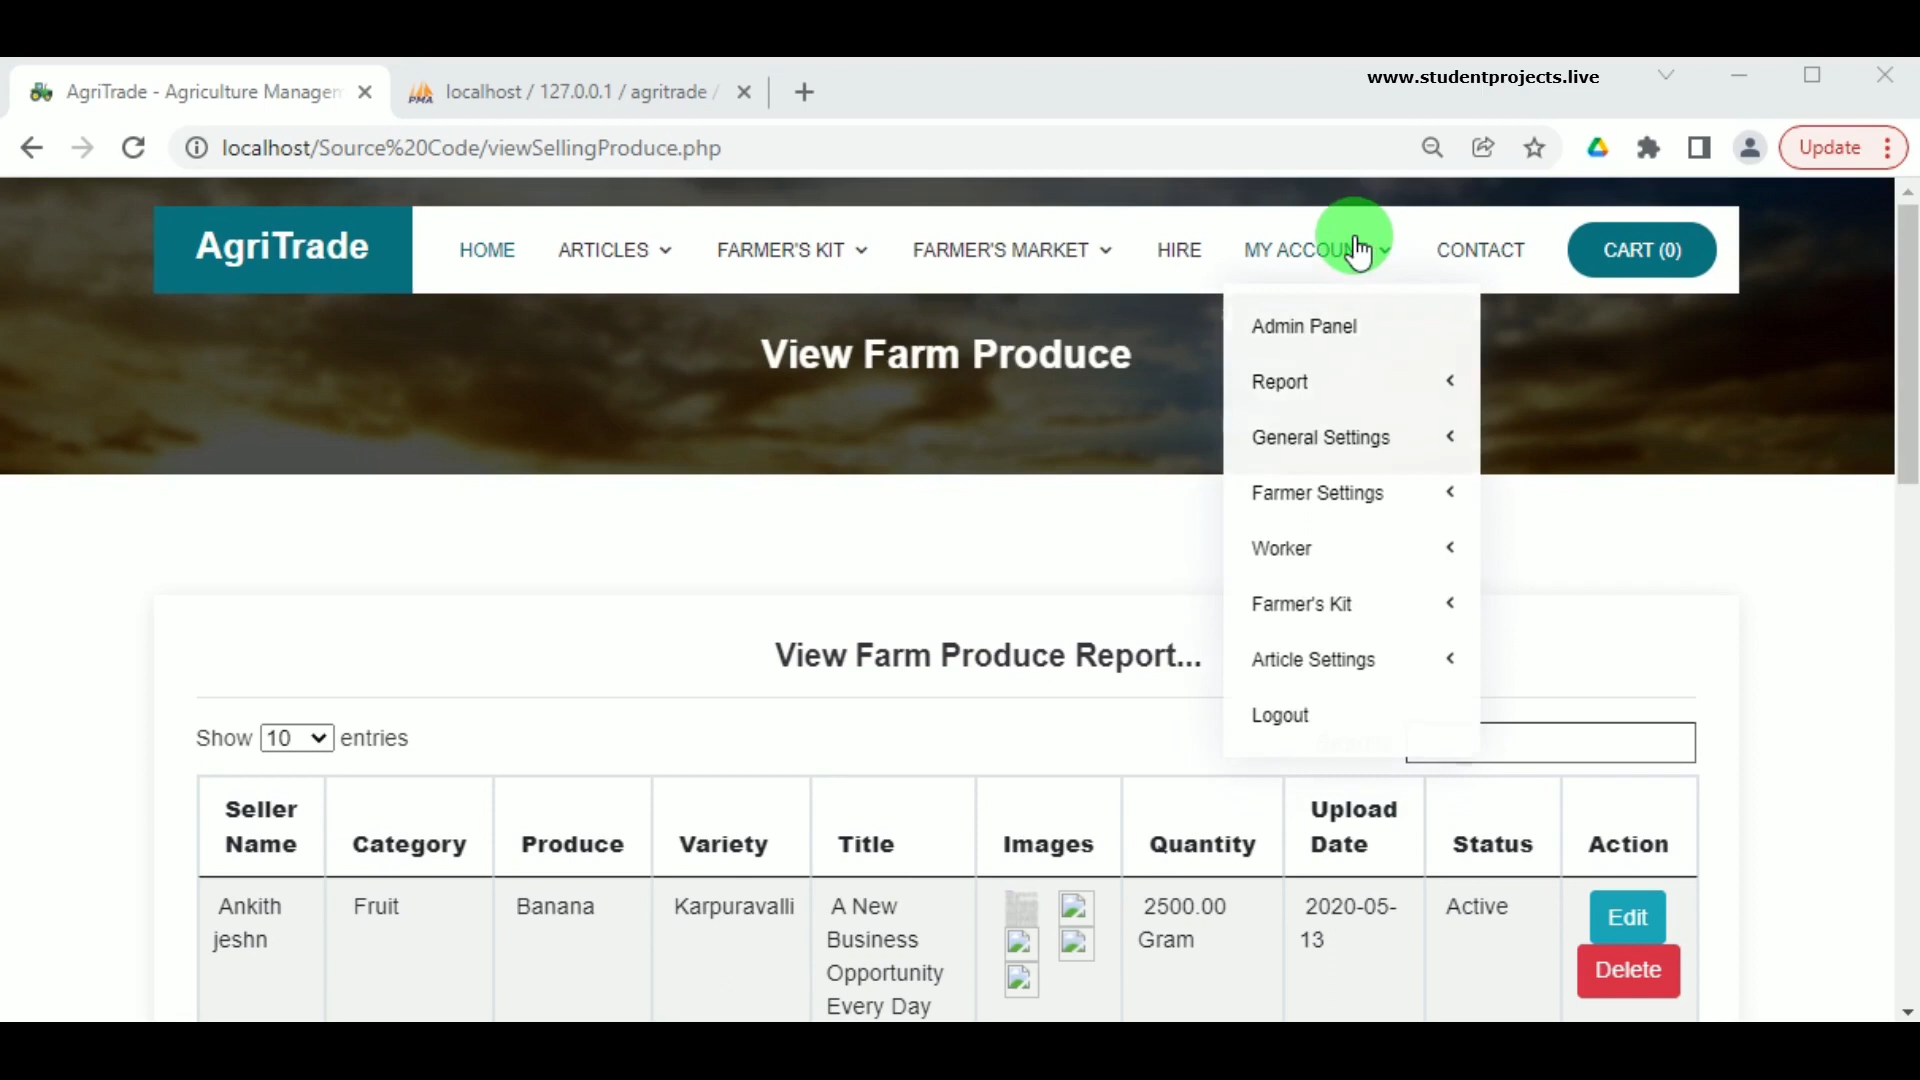 www.studentprojects.live
AgriTrade - Agriculture Managem
localhost / 127.0.0.1 / agritrade /
localhost/Source%20Code/viewSellingProduce.php
Update
AgriTrade
HOME
ARTICLES
FARMER'S KIT
FARMER'S MARKET
HIRE
MY ACCOUNT
CONTACT
CART (0)
View Farm Produce
Admin Panel
Report
General Settings
Farmer Settings
Worker
Farmer's Kit
Article Settings
Logout
View Farm Produce Report...
Show 10 entries
Seller Name
Category
Produce
Variety
Title
Images
Quantity
Upload Date
Status
Action
Ankith
jeshn
Fruit
Banana
Karpuravalli
A New
Business
Opportunity
Every Day
2500.00
Gram
2020-05-
13
Active
Edit
Delete